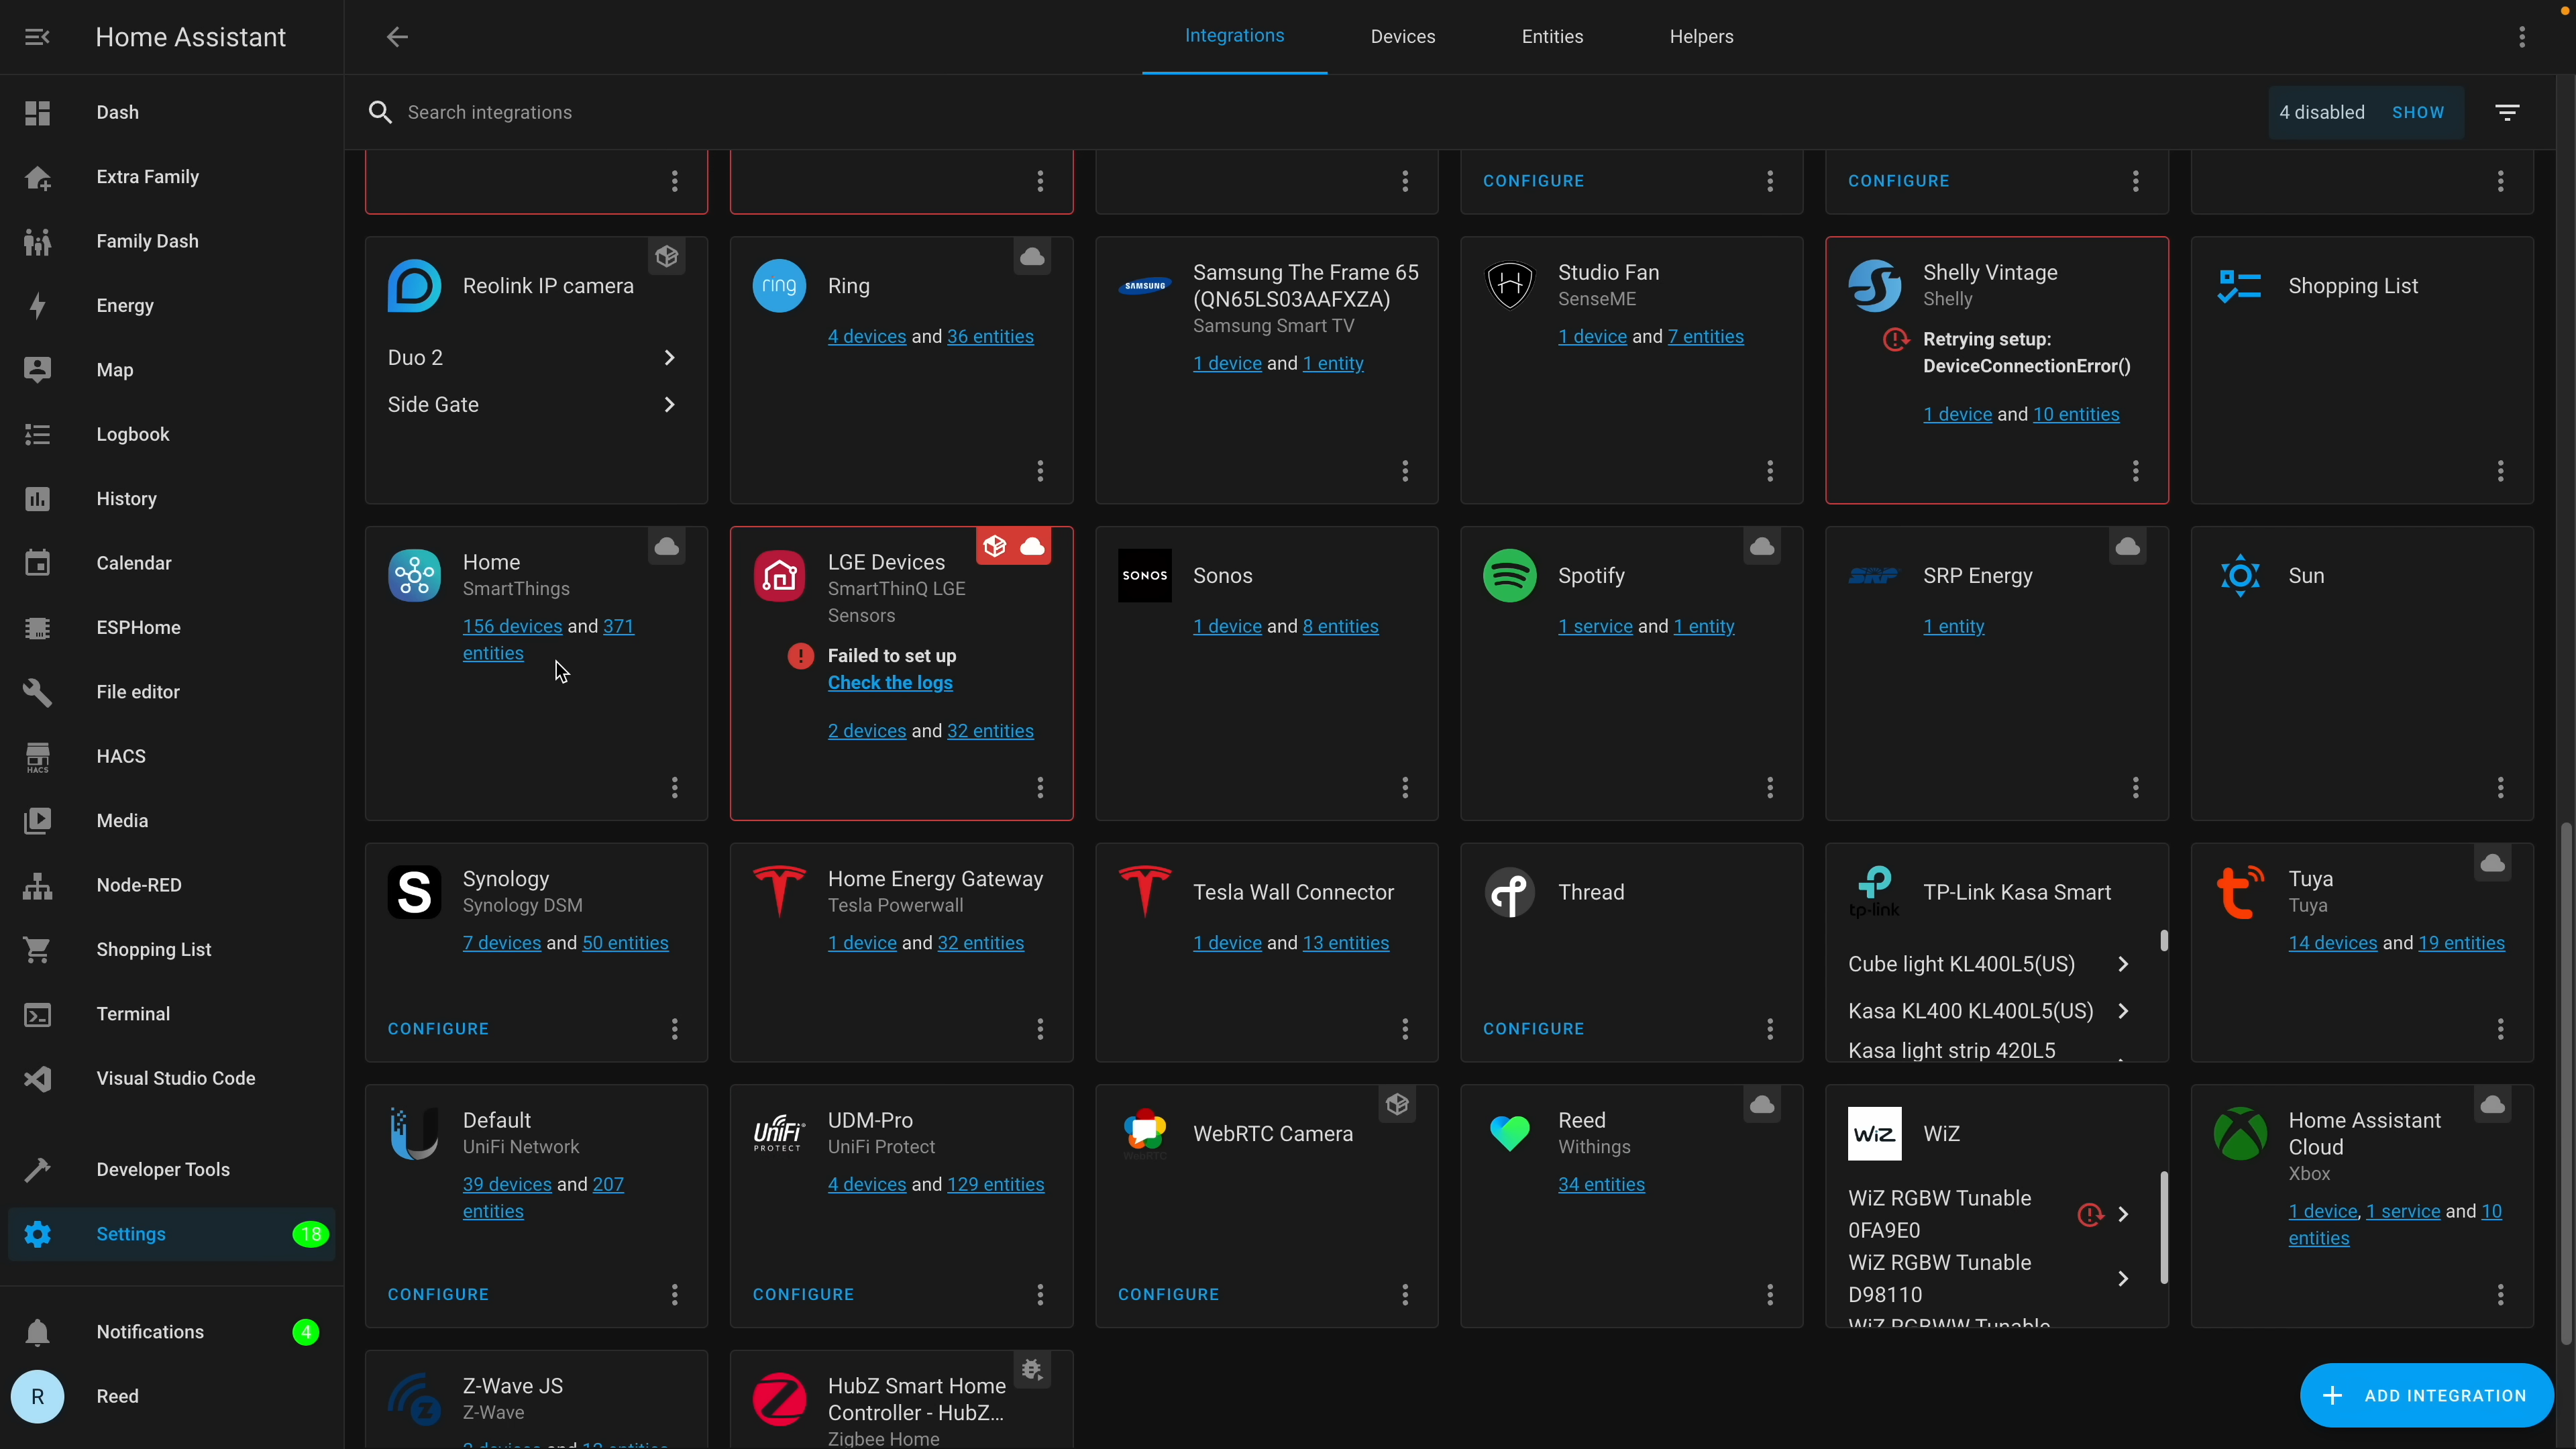 Home Assistant
Integrations
Devices
Entities
Helpers
Dash
Extra Family
Family Dash
Energy
Map
Logbook
History
Calendar
ESPHome
File editor
HACS
HACS
Media
Node-RED
Shopping List
Terminal
Visual Studio Code
Developer Tools
Settings
18
Notifications
4
R
Reed
Search integrations
4 disabled
SHOW
CONFIGURE
CONFIGURE
Reolink IP camera
Duo 2
Side Gate
ring
Ring
4 devices and 36 entities
SAMSUNG
Samsung The Frame 65
(QN65LS03AAFXZA)
Samsung Smart TV
1 device and 1 entity
Studio Fan
SenseME
1 device and 7 entities
Shelly Vintage
Shelly
Retrying setup:
DeviceConnectionError()
1 device and 10 entities
Shopping List
Home
SmartThings
156 devices and 371
entities
LGE Devices
SmartThinQ LGE
Sensors
Failed to set up
Check the logs
2 devices and 32 entities
SONOS
Sonos
1 device and 8 entities
Spotify
1 service and 1 entity
SRP
SRP Energy
1 entity
Sun
S
Synology
Synology DSM
7 devices and 50 entities
CONFIGURE
Home Energy Gateway
Tesla Powerwall
1 device and 32 entities
Tesla Wall Connector
1 device and 13 entities
Thread
CONFIGURE
tp-link
TP-Link Kasa Smart
Cube light KL400L5(US)
Kasa KL400 KL400L5(US)
Kasa light strip 420L5
Tuya
Tuya
14 devices and 19 entities
Default
UniFi Network
39 devices and 207
entities
CONFIGURE
UniFi
PROTECT
UDM-Pro
UniFi Protect
4 devices and 129 entities
CONFIGURE
WebRTC
WebRTC Camera
CONFIGURE
Reed
Withings
34 entities
WiZ
WiZ
WiZ RGBW Tunable
0FA9E0
WiZ RGBW Tunable
D98110
WiZ RGBWW Tunable
Home Assistant
Cloud
Xbox
1 device, 1 service and 10
entities
Z-Wave JS
Z-Wave
HubZ Smart Home
Controller - HubZ...
Zigbee Home
ADD INTEGRATION